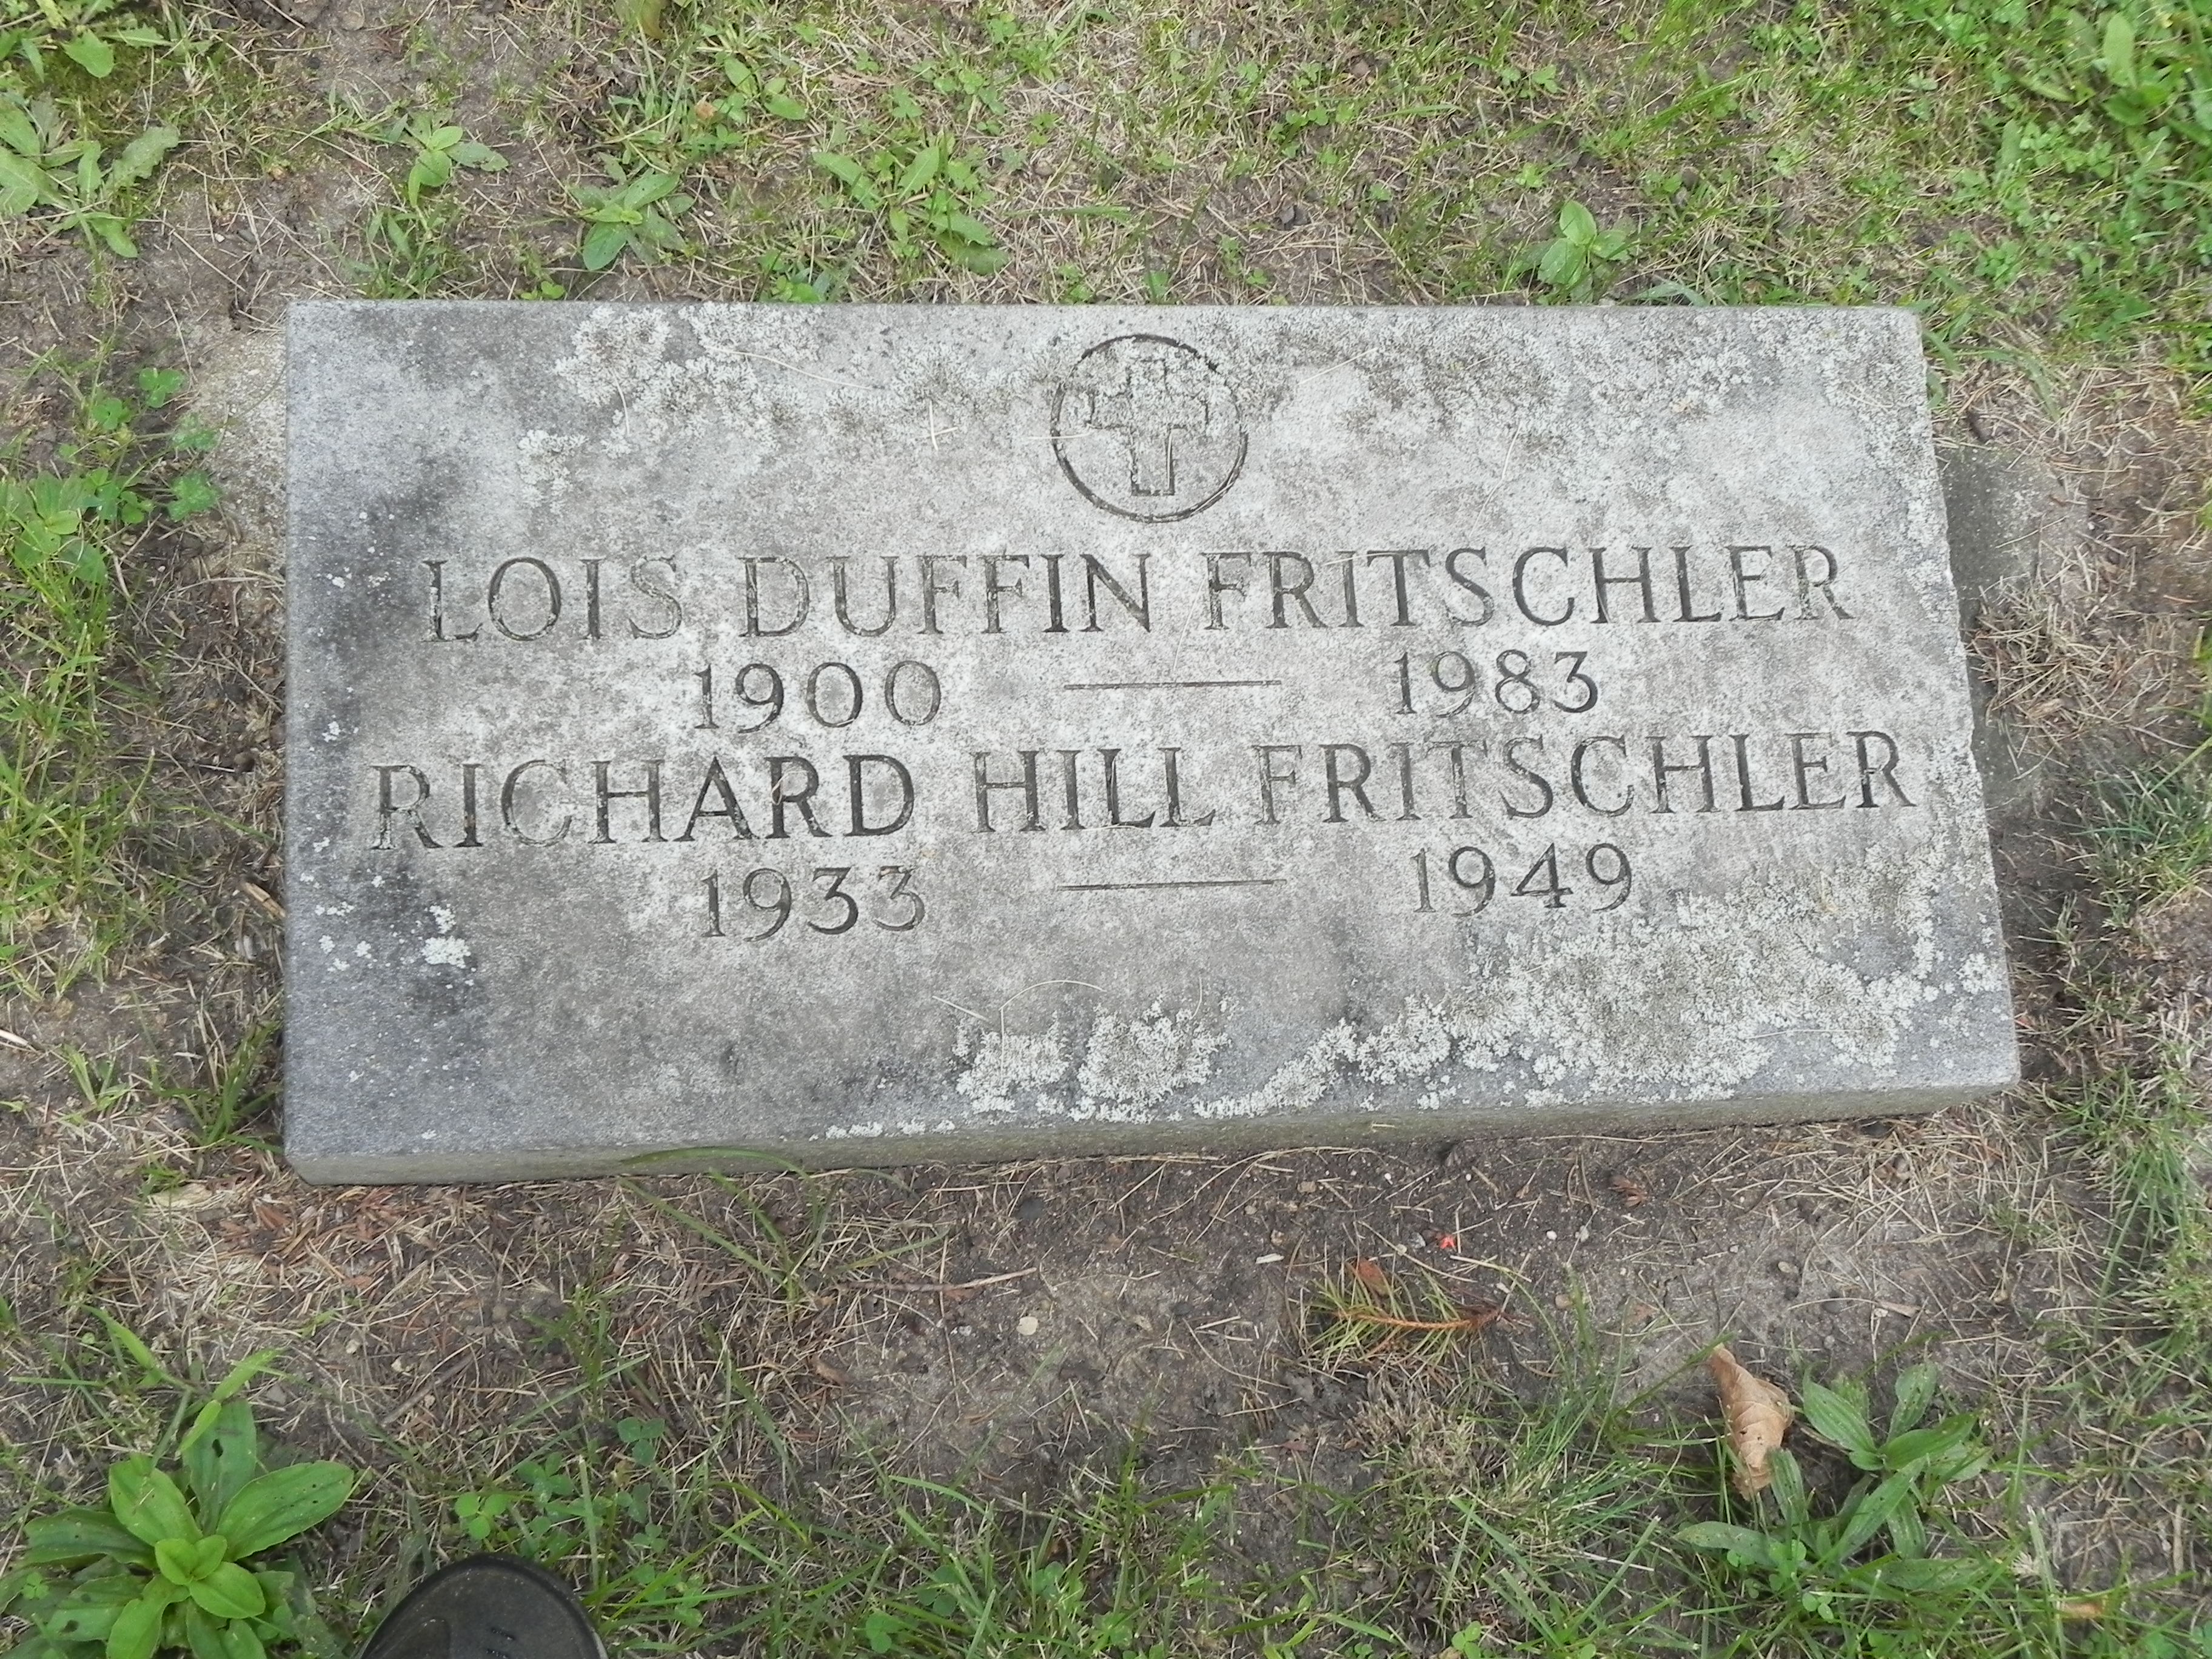 LOIS DUFFIN FRITSCHLER
1900 — 1983
RICHARD HILL FRITSCHLER
1933 — 1949